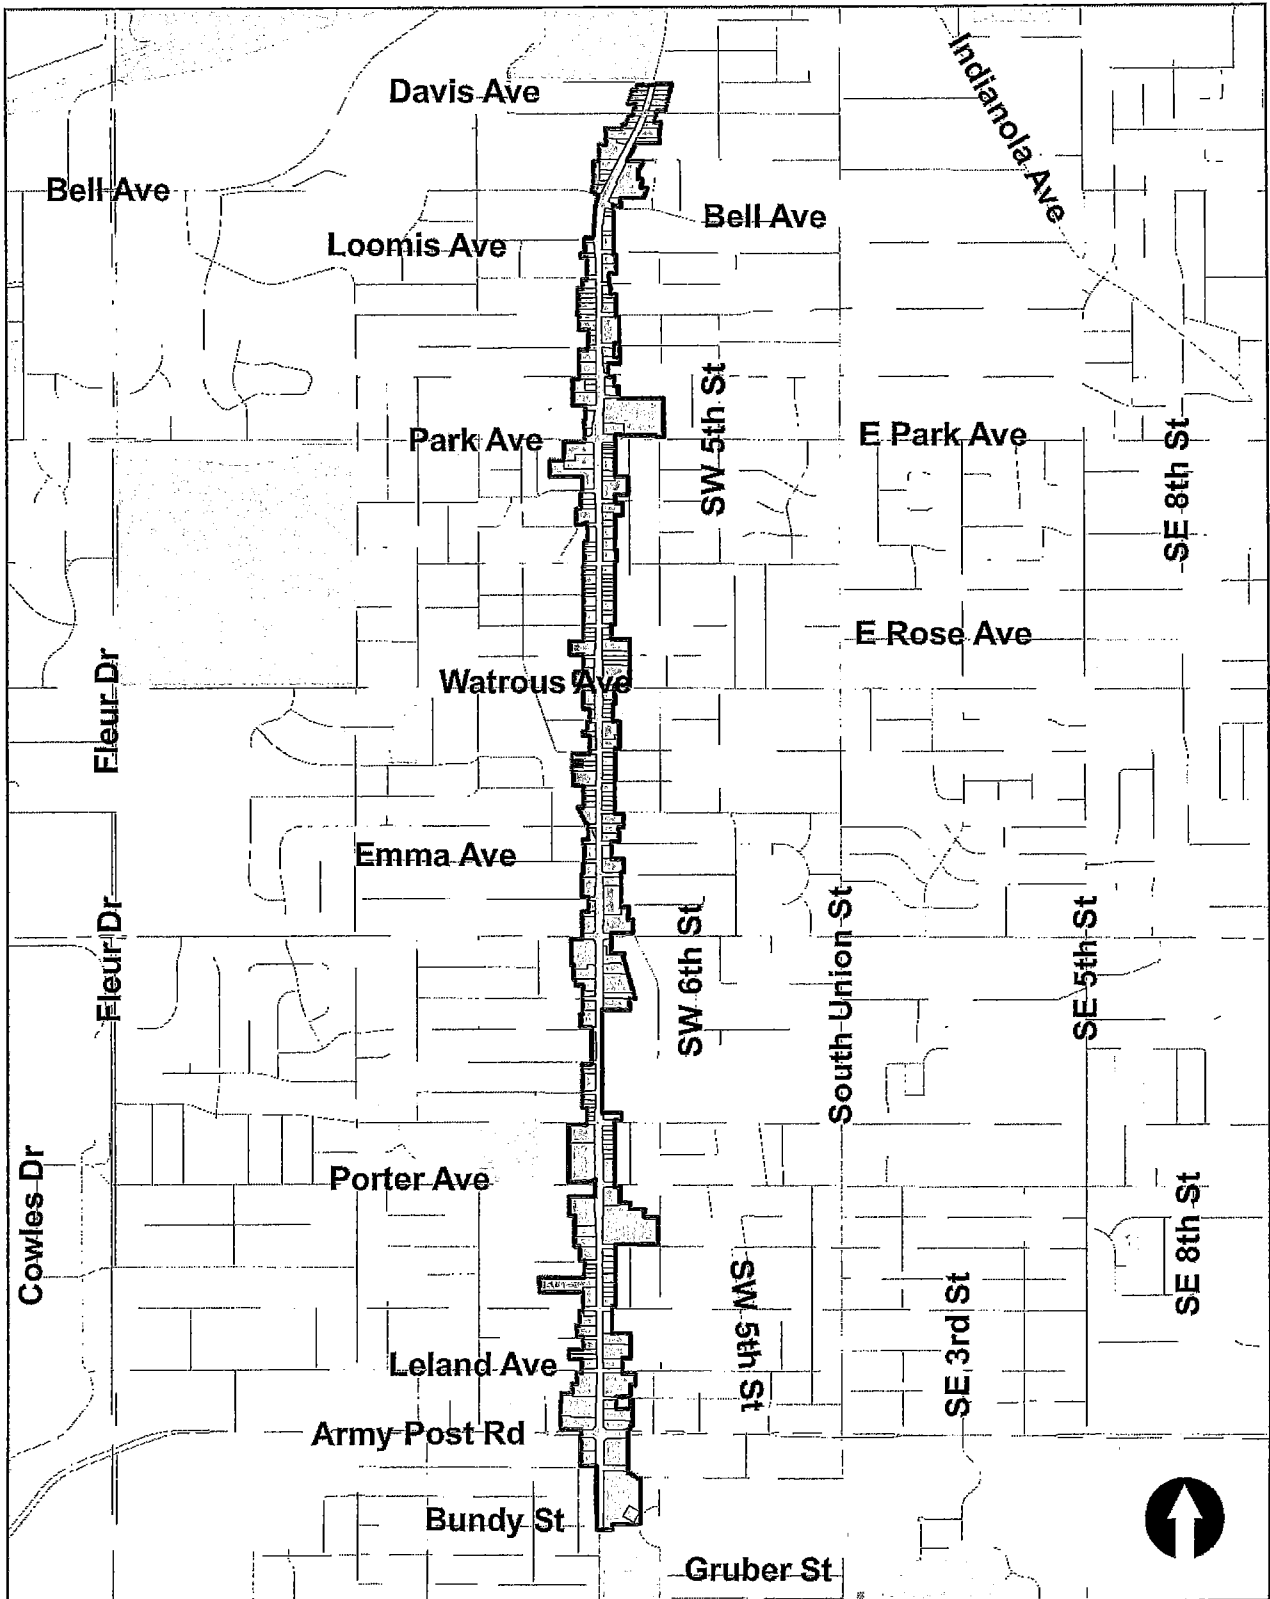 Davis Ave
Indianola Ave
Bell Ave
Bell Ave
Loomis Ave
SW 5th St
Park Ave
E Park Ave
SE 8th St
E Rose Ave
Fleur Dr
Watrous Ave
Emma Ave
Fleur Dr
SW 6th St
South Union St
SE 5th St
Cowles Dr
Porter Ave
SE 8th St
SW 5th St
SE 3rd St
Leland Ave
Army Post Rd
Bundy St
Gruber St